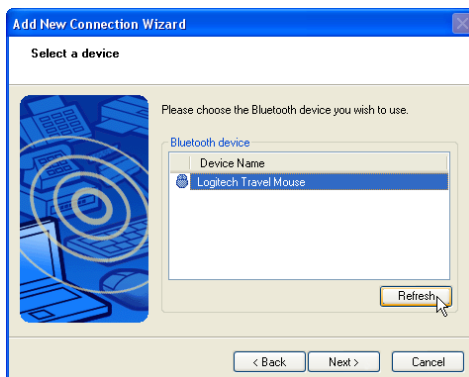 Add New Connection Wizard
Select a device
Please choose the Bluetooth device you wish to use.
Bluetooth device
Device Name
Logitech Travel Mouse
Refresh
< Back
Next >
Cancel